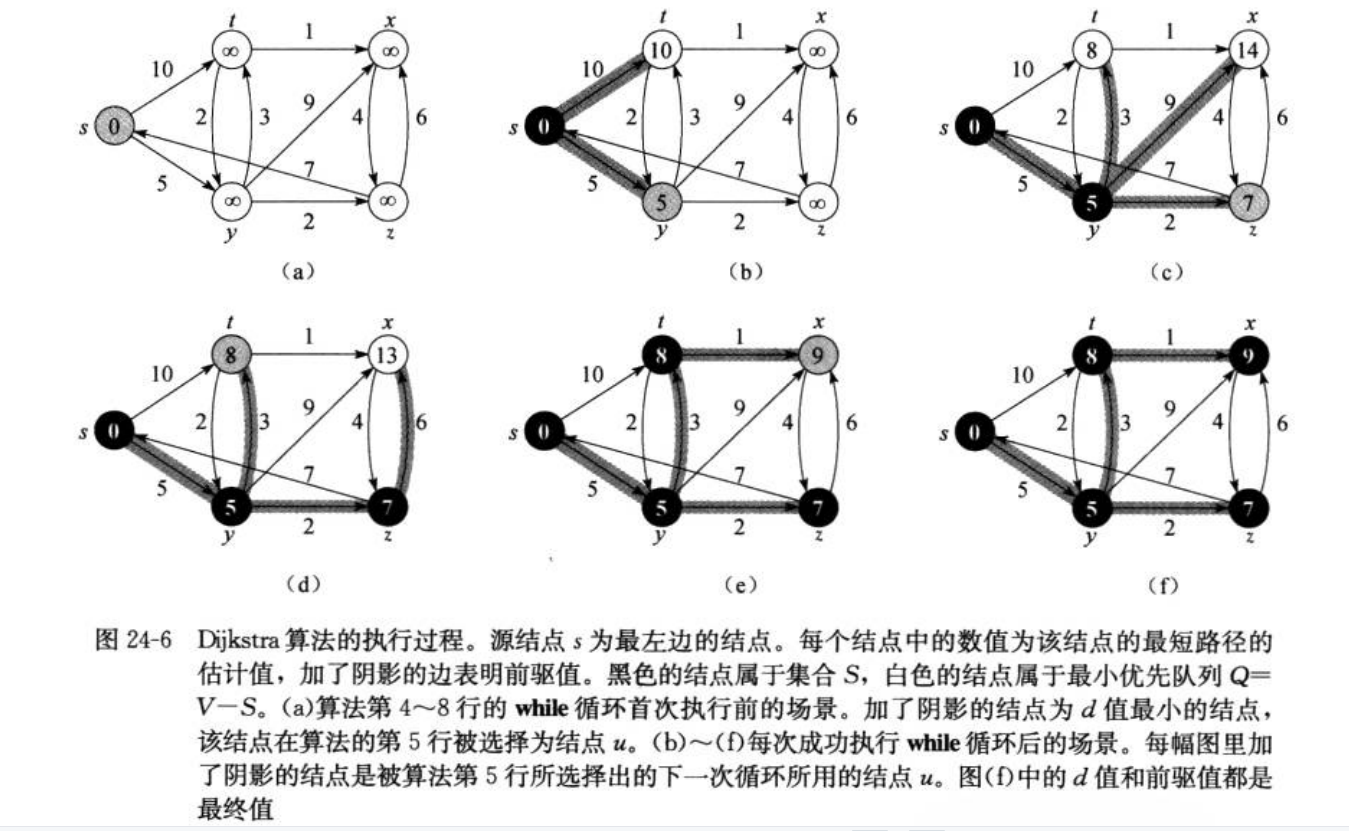 t x t x t x
1 1 1
∞ ∞ 10 ∞ 8 14
10 10 10
2 3 9 4 6 2 3 9 4 6 2 3 9 4 6
s 0 s 0 s 0
7 7 7
5 5 5
∞ ∞ 5 ∞ 5 7
2 2 2
y z y z y z
(a) (b) (c)
t x t x t x
1 1 1
8 13 8 9 8 9
10 10 10
2 3 9 4 6 2 3 9 4 6 2 3 9 4 6
s 0 s 0 s 0
7 7 7
5 5 5
5 7 5 7 5 7
2 2 2
y z y z y z
(d) (e) (f)
图 24-6 Dijkstra 算法的执行过程。源结点 s 为最左边的结点。每个结点中的数值为该结点的最短路径的
估计值，加了阴影的边表明前驱值。黑色的结点属于集合 S，白色的结点属于最小优先队列 Q=
V－S。(a)算法第 4～8 行的 while 循环首次执行前的场景。加了阴影的结点为 d 值最小的结点，
该结点在算法的第 5 行被选择为结点 u。(b)～(f)每次成功执行 while 循环后的场景。每幅图里加
了阴影的结点是被算法第 5 行所选择出的下一次循环所用的结点 u。图(f)中的 d 值和前驱值都是
最终值